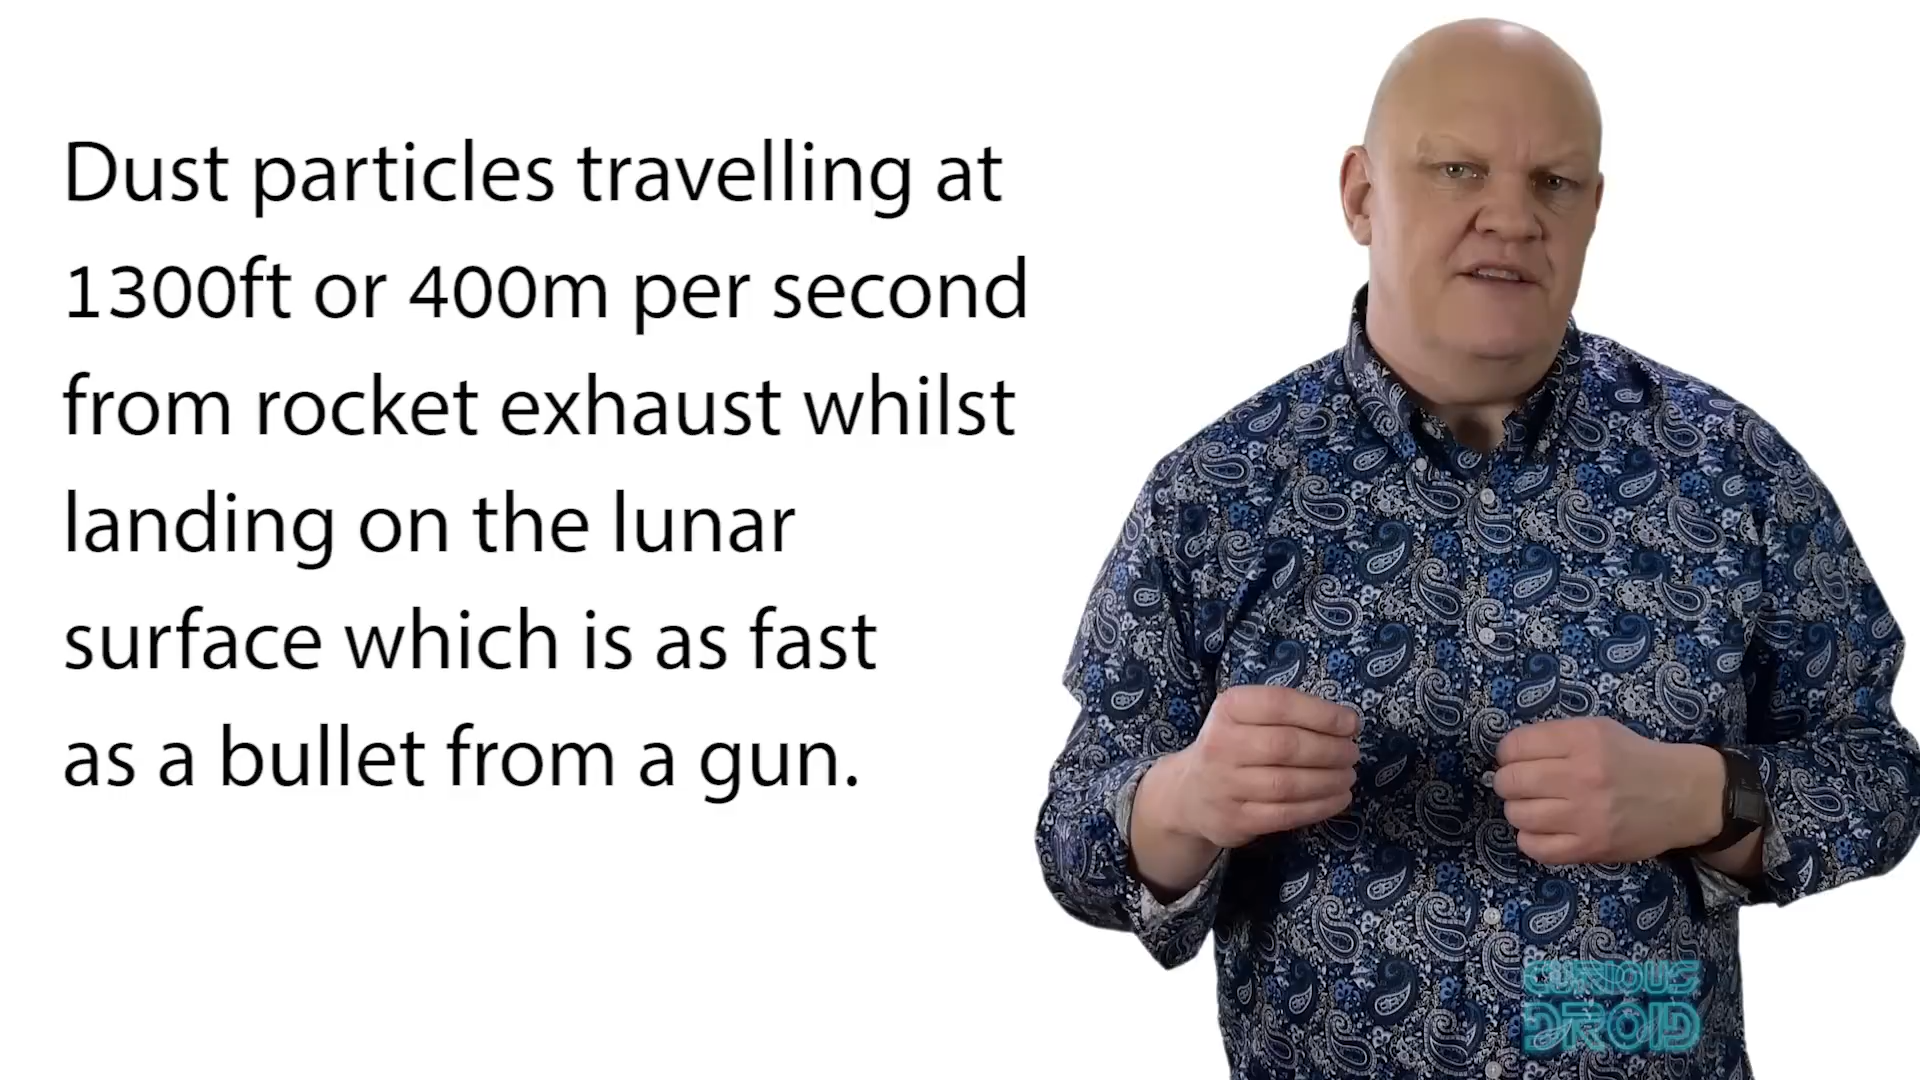 Dust particles travelling at
1300ft or 400m per second
from rocket exhaust whilst
landing on the lunar
surface which is as fast
as a bullet from a gun.
CURIOUS
DROID